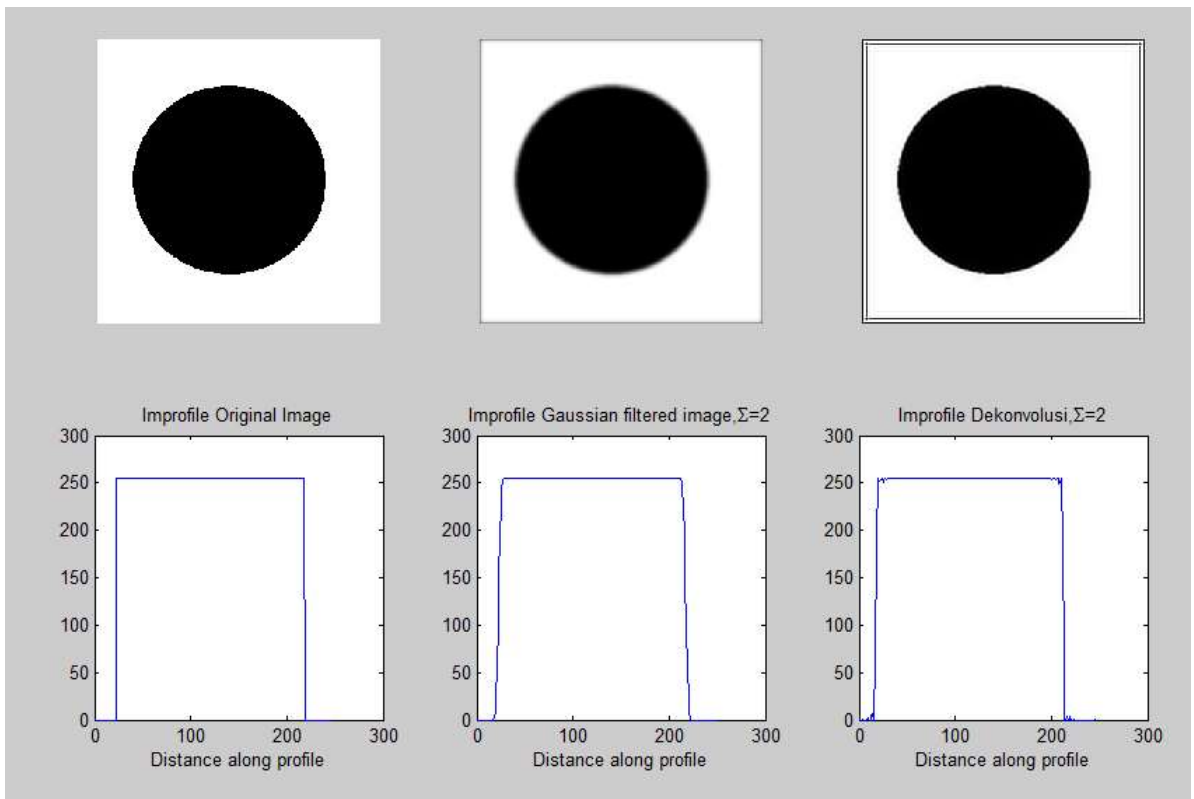 Improfile Original Image
300
250
200
150
100
50
0
0 100 200 300
Distance along profile
Improfile Gaussian filtered image,Σ=2
300
250
200
150
100
50
0
0 100 200 300
Distance along profile
Improfile Dekonvolusi,Σ=2
300
250
200
150
100
50
0
0 100 200 300
Distance along profile